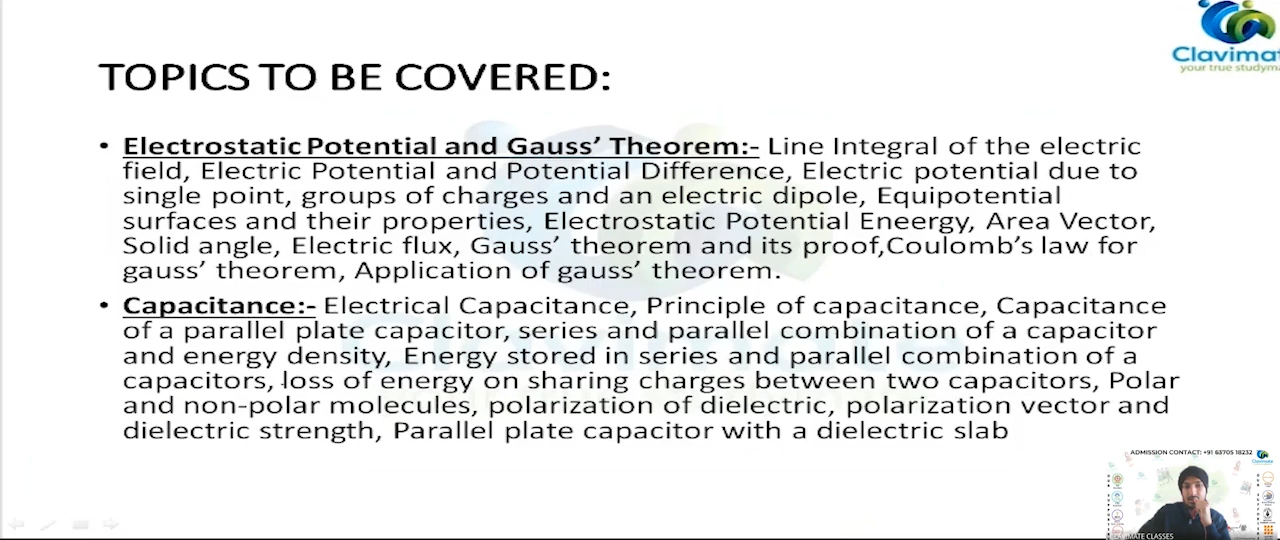 Clavimat
your true studyma
TOPICS TO BE COVERED:
• Electrostatic Potential and Gauss' Theorem:- Line Integral of the electric
field, Electric Potential and Potential Difference, Electric potential due to
single point, groups of charges and an electric dipole, Equipotential
surfaces and their properties, Electrostatic Potential Eneergy, Area Vector,
Solid angle, Electric flux, Gauss' theorem and its proof,Coulomb's law for
gauss' theorem, Application of gauss' theorem.
• Capacitance:- Electrical Capacitance, Principle of capacitance, Capacitance
of a parallel plate capacitor, series and parallel combination of a capacitor
and energy density, Energy stored in series and parallel combination of a
capacitors, loss of energy on sharing charges between two capacitors, Polar
and non-polar molecules, polarization of dielectric, polarization vector and
dielectric strength, Parallel plate capacitor with a dielectric slab
ADMISSION CONTACT: +91 63705 18232
Clavimate
CLAVIMATE CLASSES